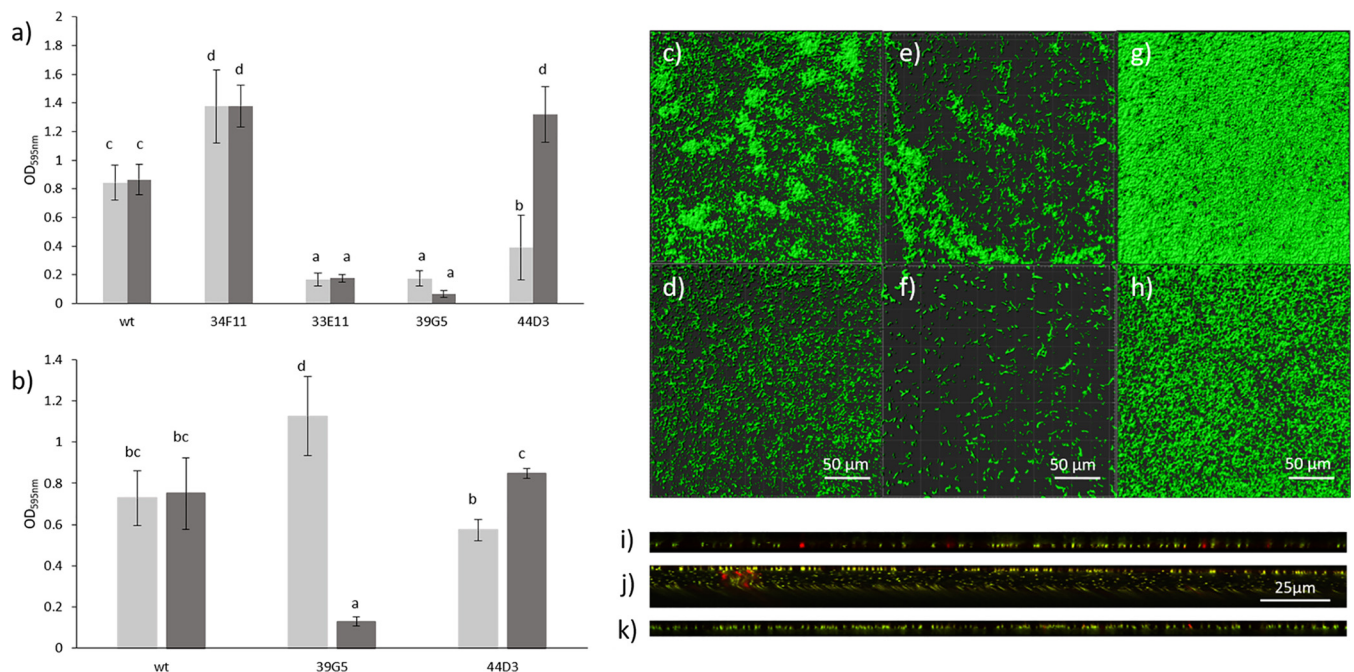 a)
2
1.8
1.6
1.4
1.2
1
0.8
0.6
0.4
0.2
0
OD595nm
c c d d a a a a b d
wt 34F11 33E11 39G5 44D3
b)
1.4
1.2
1
0.8
0.6
0.4
0.2
0
OD595nm
bc bc d a b c
wt 39G5 44D3
c) e) g)
d) f) h)
50 µm 50 µm 50 µm
i)
j)
25µm
k)